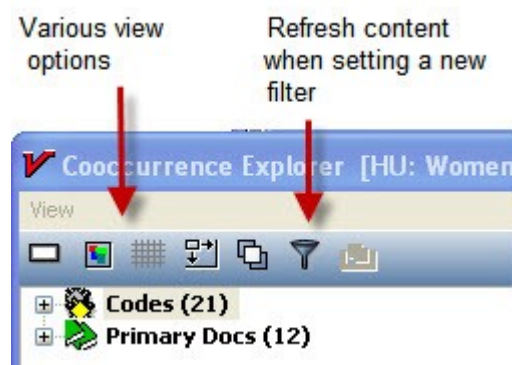 Various view
options
Refresh content
when setting a new
filter
Cooccurrence Explorer [HU: Women
View
Codes (21)
Primary Docs (12)